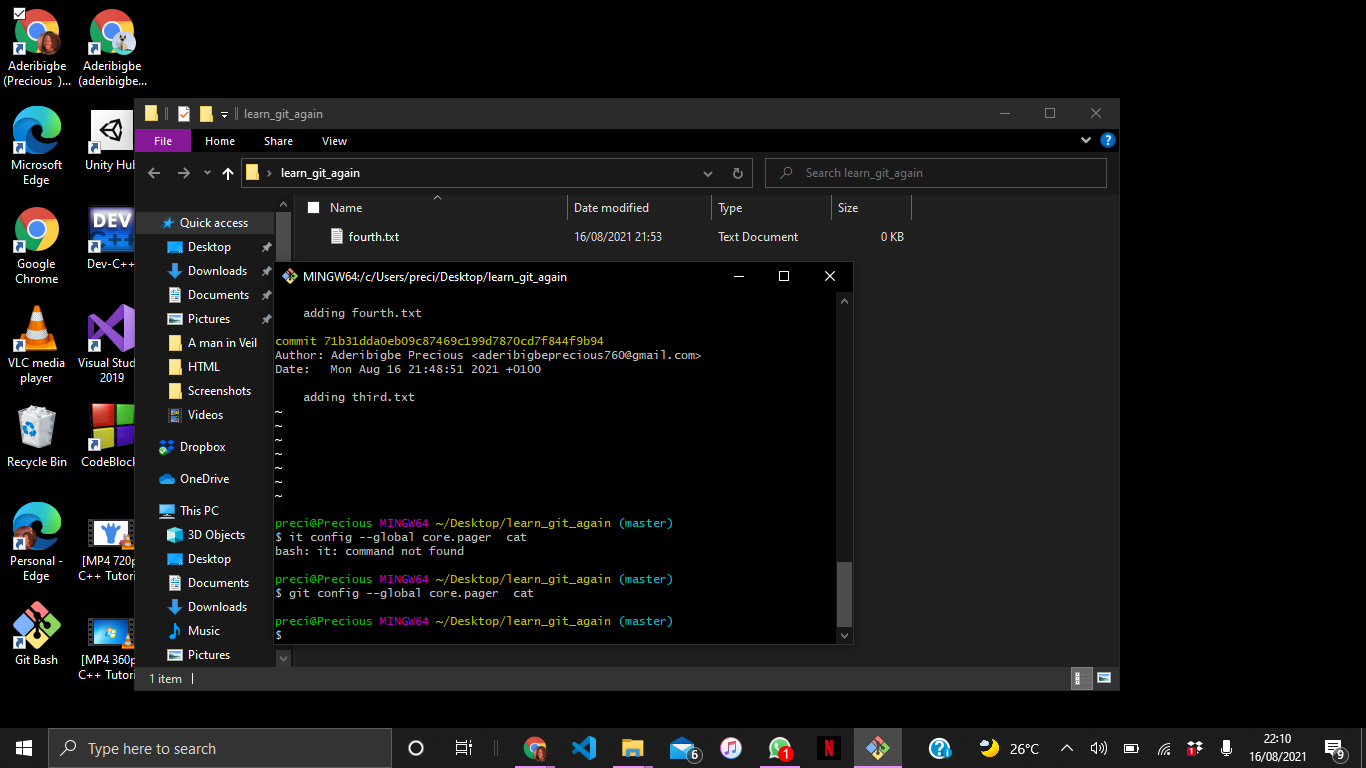 Aderibigbe
(Precious )...
Aderibigbe
(aderibigbe...
Microsoft
Edge
Unity Hub
Google
Chrome
DEV
Dev-C++
VLC media
player
Visual Stud
2019
Recycle Bin
CodeBlock
Personal -
Edge
[MP4 720p
C++ Tutori
Git Bash
[MP4 360p
C++ Tutori
learn_git_again
File
Home
Share
View
learn_git_again
Search learn_git_again
Name
Date modified
Type
Size
fourth.txt
16/08/2021 21:53
Text Document
0 KB
Quick access
Desktop
Downloads
Documents
Pictures
A man in Veil
HTML
Screenshots
Videos
Dropbox
OneDrive
This PC
3D Objects
Desktop
Documents
Downloads
Music
Pictures
1 item
MINGW64:/c/Users/preci/Desktop/learn_git_again
adding fourth.txt
commit 71b31dda0eb09c87469c199d7870cd7f844f9b94
Author: Aderibigbe Precious <aderibigbeprecious760@gmail.com>
Date:   Mon Aug 16 21:48:51 2021 +0100
adding third.txt
~
~
~
~
~
~
~
preci@Precious MINGW64 ~/Desktop/learn_git_again (master)
$ it config --global core.pager  cat
bash: it: command not found
preci@Precious MINGW64 ~/Desktop/learn_git_again (master)
$ git config --global core.pager  cat
preci@Precious MINGW64 ~/Desktop/learn_git_again (master)
$
Type here to search
6
1
N
26°C
1
22:10
16/08/2021
9